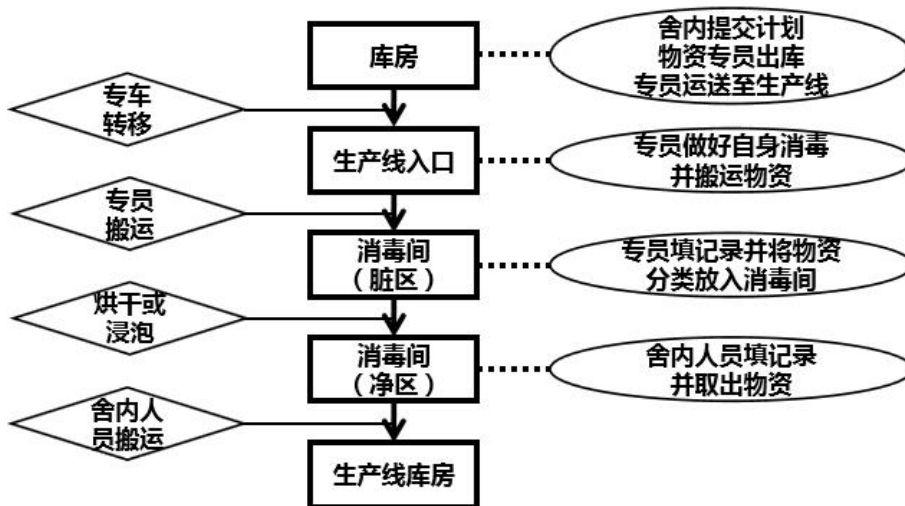 库房
舍内提交计划
物资专员出库
专员运送至生产线
专车
转移
生产线入口
专员做好自身消毒
并搬运物资
专员
搬运
消毒间
（脏区）
专员填记录并将物资
分类放入消毒间
烘干或
浸泡
消毒间
（净区）
舍内人员填记录
并取出物资
舍内人
员搬运
生产线库房